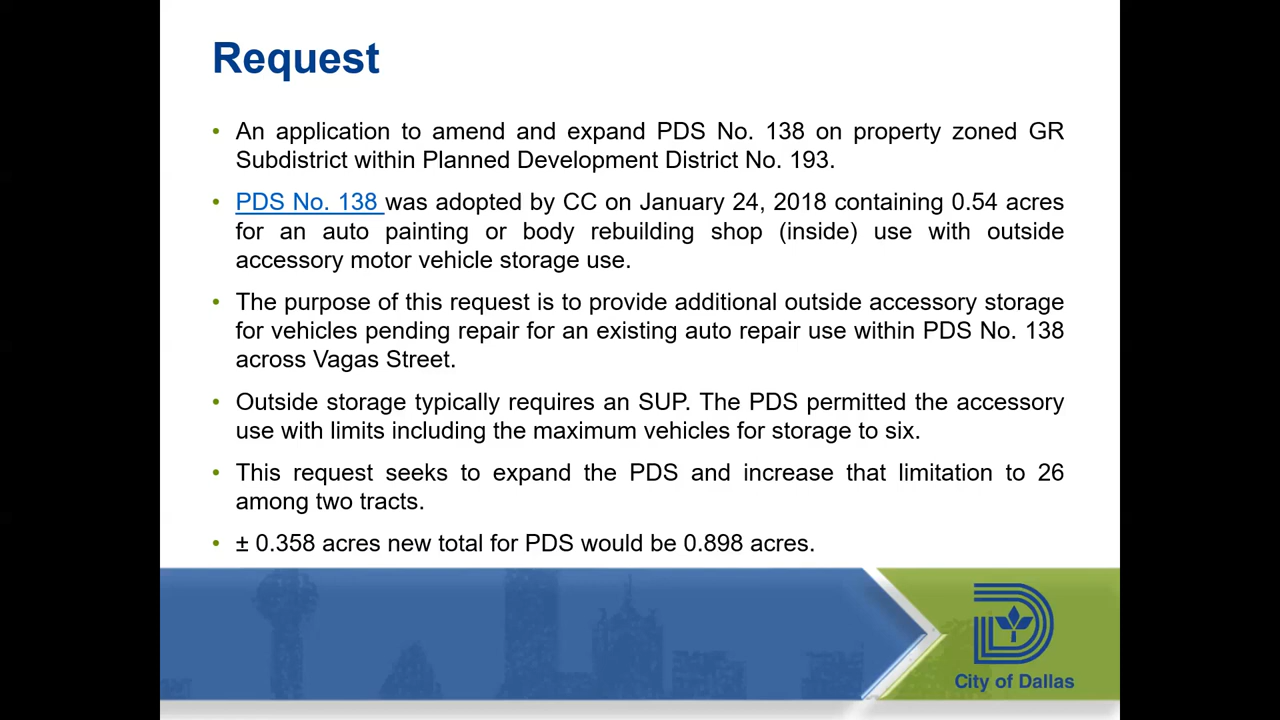 Request
• An application to amend and expand PDS No. 138 on property zoned GR
Subdistrict within Planned Development District No. 193.
• PDS No. 138 was adopted by CC on January 24, 2018 containing 0.54 acres
for an auto painting or body rebuilding shop (inside) use with outside
accessory motor vehicle storage use.
• The purpose of this request is to provide additional outside accessory storage
for vehicles pending repair for an existing auto repair use within PDS No. 138
across Vagas Street.
• Outside storage typically requires an SUP. The PDS permitted the accessory
use with limits including the maximum vehicles for storage to six.
• This request seeks to expand the PDS and increase that limitation to 26
among two tracts.
• ± 0.358 acres new total for PDS would be 0.898 acres.
City of Dallas